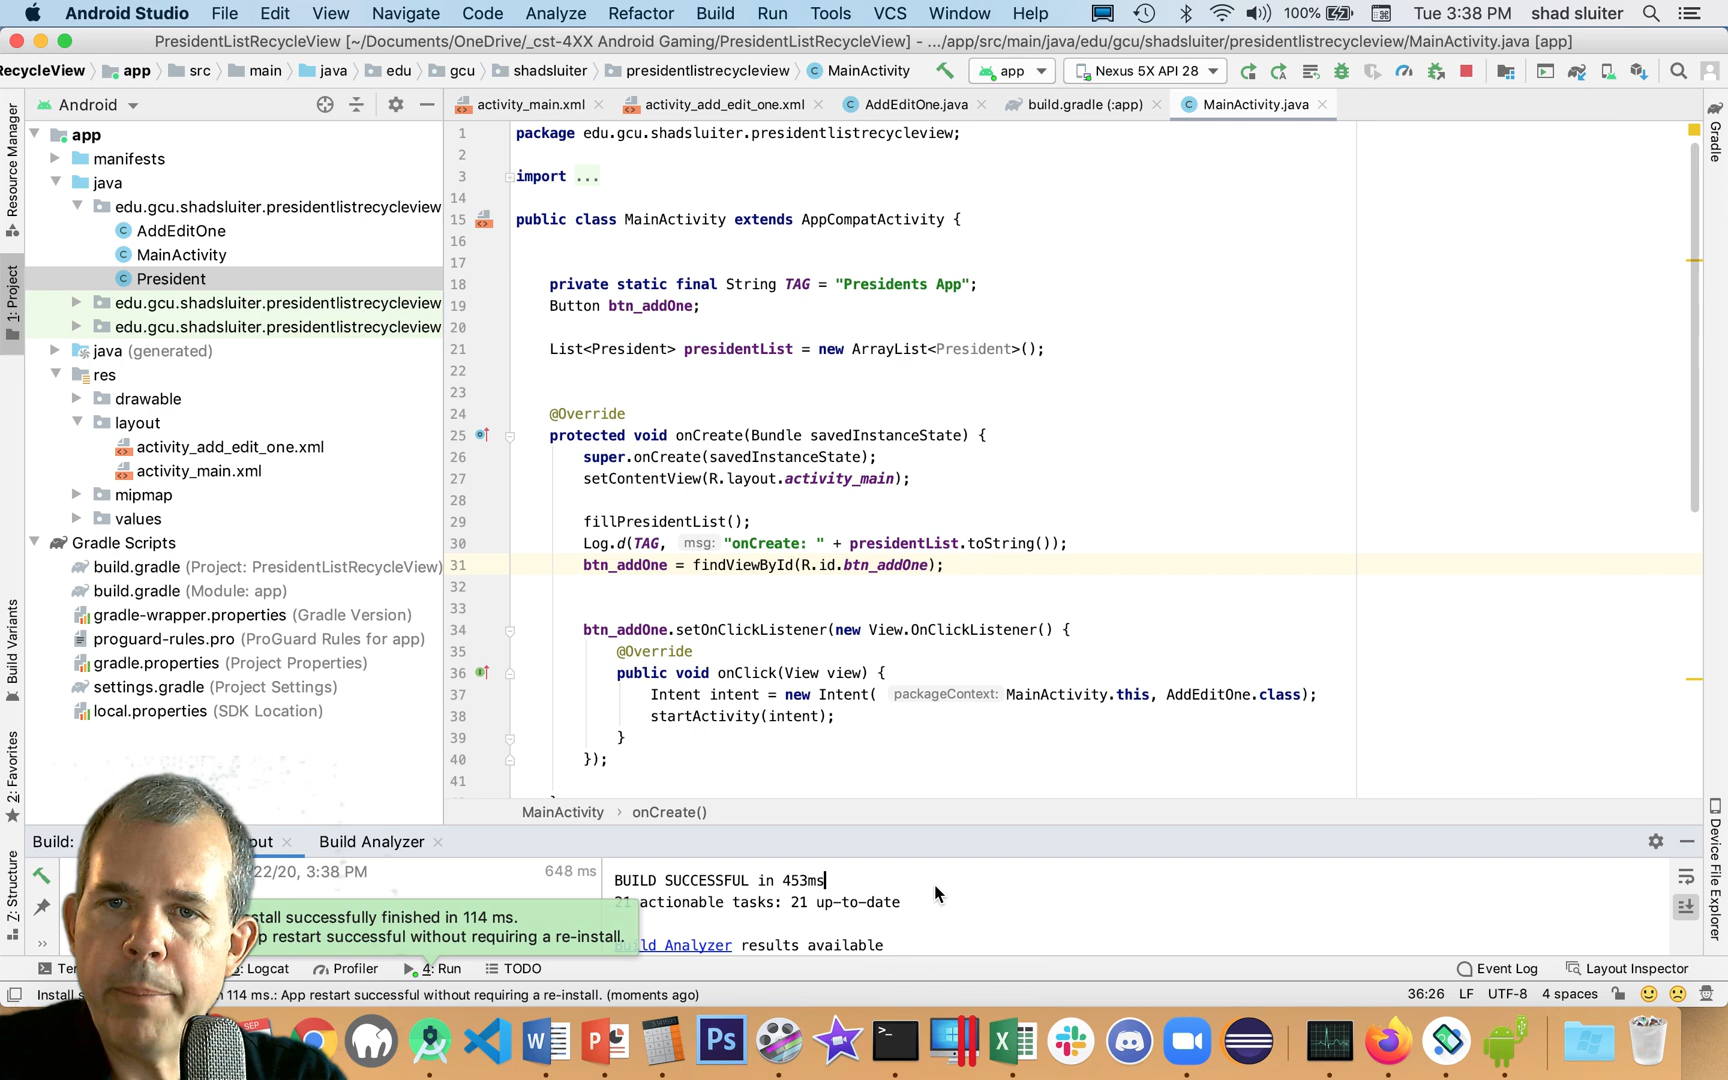 Android Studio File Edit View Navigate Code Analyze Refactor Build Run Tools VCS Window Help 100% Tue 3:38 PM shad sluiter
PresidentListRecycleView [~/Documents/OneDrive/_cst-4XX Android Gaming/PresidentListRecycleView] - .../app/src/main/java/edu/gcu/shadsluiter/presidentlistrecycleview/MainActivity.java [app]
RecycleView app src main java edu gcu shadsluiter presidentlistrecycleview MainActivity app Nexus 5X API 28
Android activity_main.xml activity_add_edit_one.xml AddEditOne.java build.gradle (:app) MainActivity.java
Resource Manager
1: Project
Build Variants
2: Favorites
Z: Structure
app
manifests
java
edu.gcu.shadsluiter.presidentlistrecycleview
AddEditOne
MainActivity
President
edu.gcu.shadsluiter.presidentlistrecycleview
edu.gcu.shadsluiter.presidentlistrecycleview
java (generated)
res
drawable
layout
activity_add_edit_one.xml
activity_main.xml
mipmap
values
Gradle Scripts
build.gradle (Project: PresidentListRecycleView)
build.gradle (Module: app)
gradle-wrapper.properties (Gradle Version)
proguard-rules.pro (ProGuard Rules for app)
gradle.properties (Project Properties)
settings.gradle (Project Settings)
local.properties (SDK Location)
1 package edu.gcu.shadsluiter.presidentlistrecycleview;
2
3 import ...
14
15 public class MainActivity extends AppCompatActivity {
16
17
18 private static final String TAG = "Presidents App";
19 Button btn_addOne;
20
21 List<President> presidentList = new ArrayList<President>();
22
23
24 @Override
25 protected void onCreate(Bundle savedInstanceState) {
26 super.onCreate(savedInstanceState);
27 setContentView(R.layout.activity_main);
28
29 fillPresidentList();
30 Log.d(TAG, msg: "onCreate: " + presidentList.toString());
31 btn_addOne = findViewById(R.id.btn_addOne);
32
33
34 btn_addOne.setOnClickListener(new View.OnClickListener() {
35 @Override
36 public void onClick(View view) {
37 Intent intent = new Intent( packageContext: MainActivity.this, AddEditOne.class);
38 startActivity(intent);
39 }
40 });
41
MainActivity › onCreate()
Gradle
Device File Explorer
Build: put Build Analyzer
22/20, 3:38 PM 648 ms
BUILD SUCCESSFUL in 453ms
21 actionable tasks: 21 up-to-date
Build Analyzer results available
stall successfully finished in 114 ms.
p restart successful without requiring a re-install.
Ter Logcat Profiler 4: Run TODO Event Log Layout Inspector
Install s n 114 ms.: App restart successful without requiring a re-install. (moments ago) 36:26 LF UTF-8 4 spaces
SEP
Ps